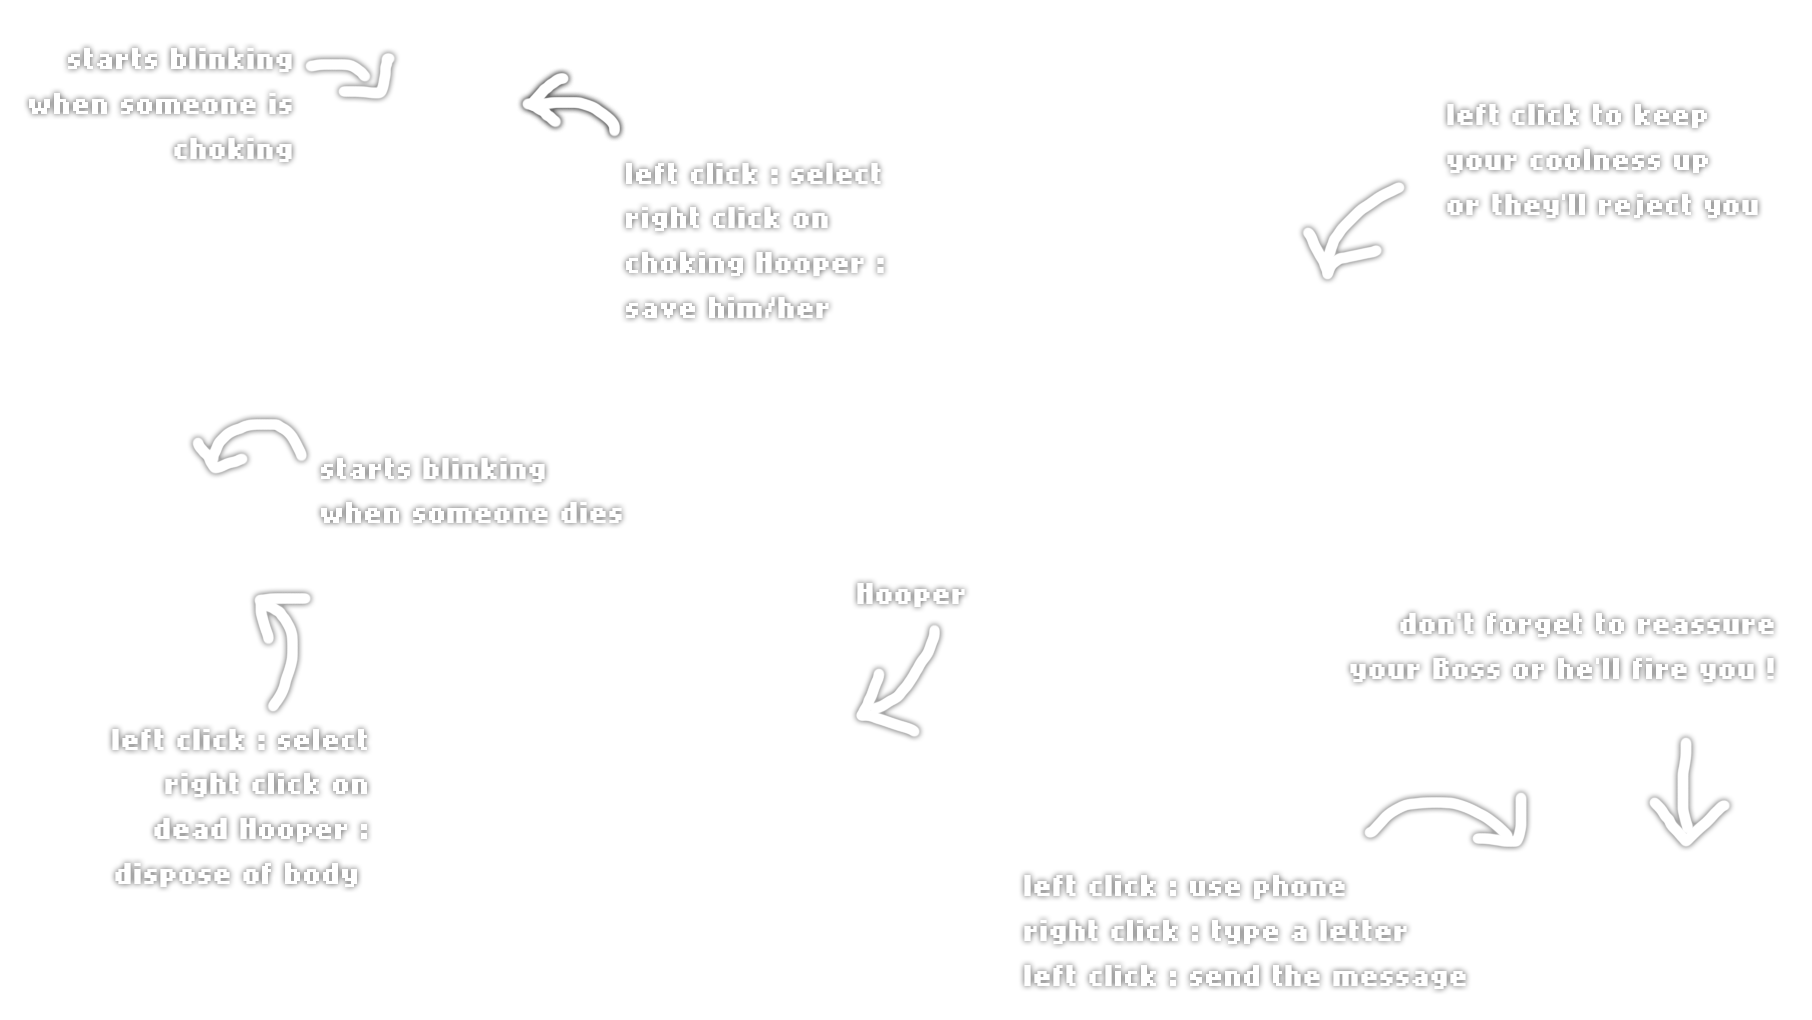 starts blinking
when someone is
choking
left click : select
right click on
choking Hooper :
save him/her
left click to keep
your coolness up
or they'll reject you
starts blinking
when someone dies
Hooper
don't forget to reassure
your Boss or he'll fire you !
left click : select
right click on
dead Hooper :
dispose of body
left click : use phone
right click : type a letter
left click : send the message